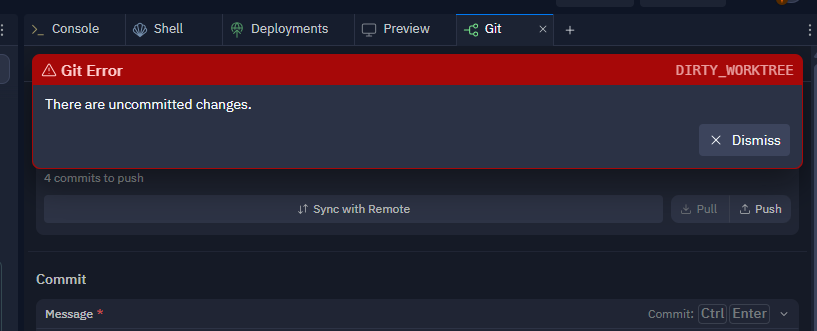 Console Shell Deployments Preview Git
Git Error DIRTY_WORKTREE
There are uncommitted changes.
Dismiss
4 commits to push
Sync with Remote Pull Push
Commit
Message * Commit: Ctrl Enter